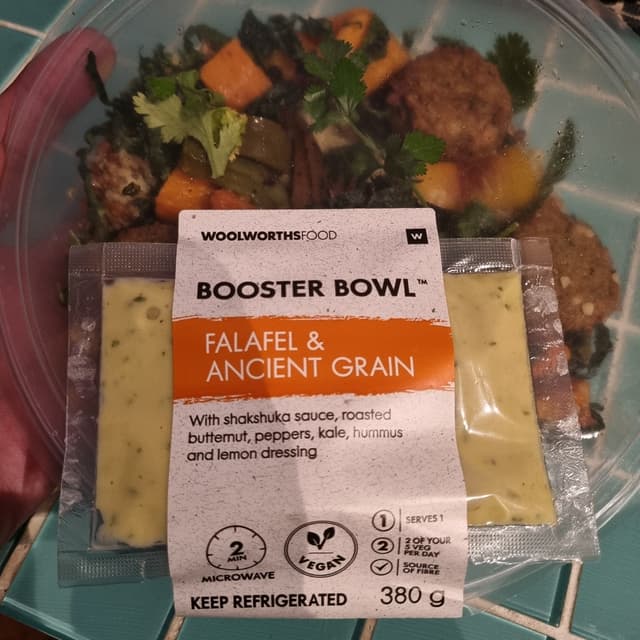 WOOLWORTHSFOOD
W
BOOSTER BOWL™
FALAFEL &
ANCIENT GRAIN
With shakshuka sauce, roasted
butternut, peppers, kale, hummus
and lemon dressing
2
MIN
MICROWAVE
VEGAN
1 SERVES 1
2 2 OF YOUR
5 VEG
PER DAY
SOURCE
OF FIBRE
KEEP REFRIGERATED
380 g